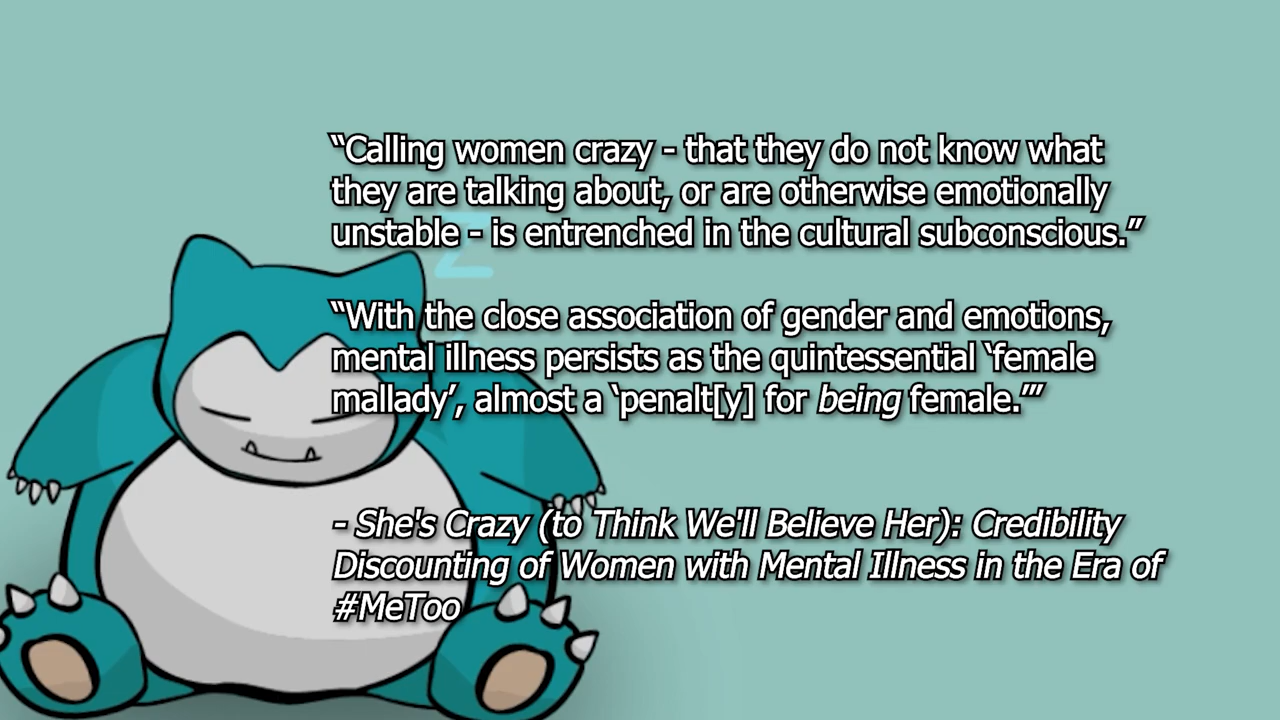 “Calling women crazy - that they do not know what
they are talking about, or are otherwise emotionally
unstable - is entrenched in the cultural subconscious.”
Z
“With the close association of gender and emotions,
mental illness persists as the quintessential ‘female
mallady’, almost a ‘penalt[y] for being female.’”
- She's Crazy (to Think We'll Believe Her): Credibility
Discounting of Women with Mental Illness in the Era of
#MeToo